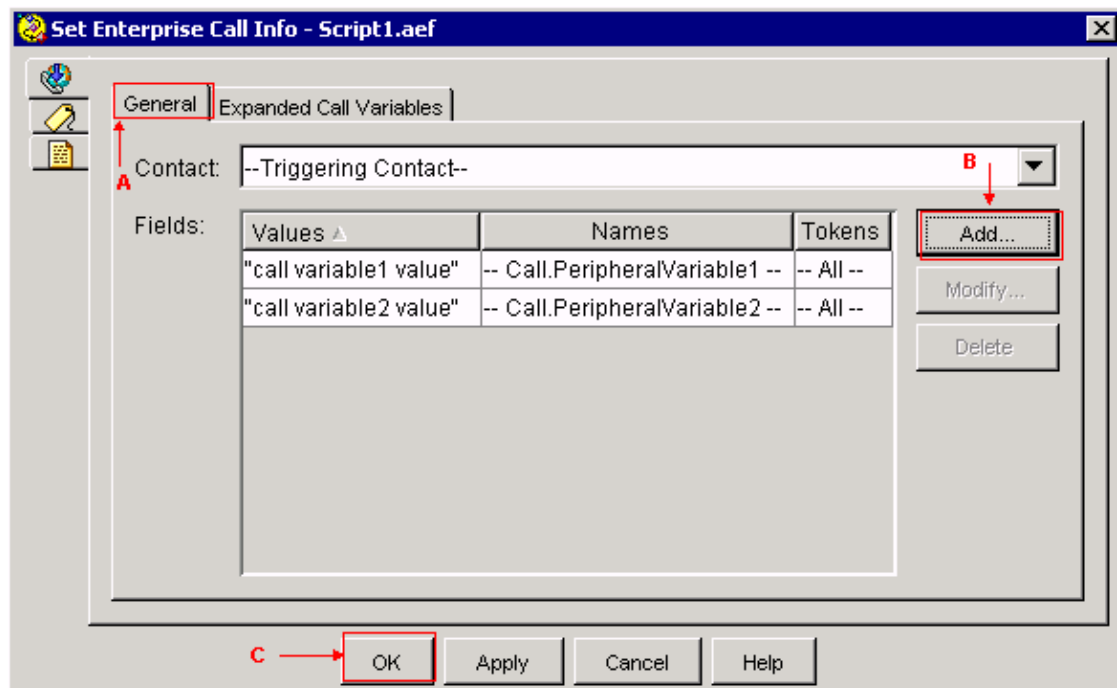 Set Enterprise Call Info - Script1.aef
General Expanded Call Variables
A
Contact: --Triggering Contact--
B
Fields: Values Names Tokens Add...
"call variable1 value" -- Call.PeripheralVariable1 -- -- All --
Modify...
"call variable2 value" -- Call.PeripheralVariable2 -- -- All --
Delete
C OK Apply Cancel Help